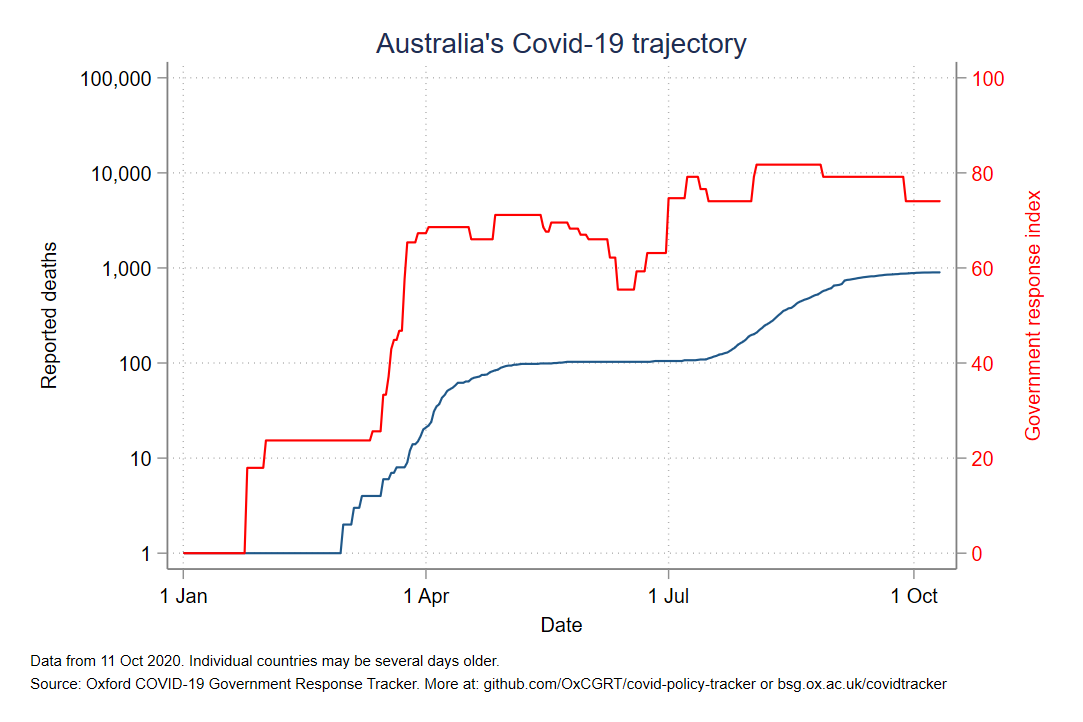 Australia's Covid-19 trajectory
100,000
10,000
1,000
100
10
1
Reported deaths
100
80
60
40
20
0
Government response index
1 Jan 1 Apr 1 Jul 1 Oct
Date
Data from 11 Oct 2020. Individual countries may be several days older.
Source: Oxford COVID-19 Government Response Tracker. More at: github.com/OxCGRT/covid-policy-tracker or bsg.ox.ac.uk/covidtracker